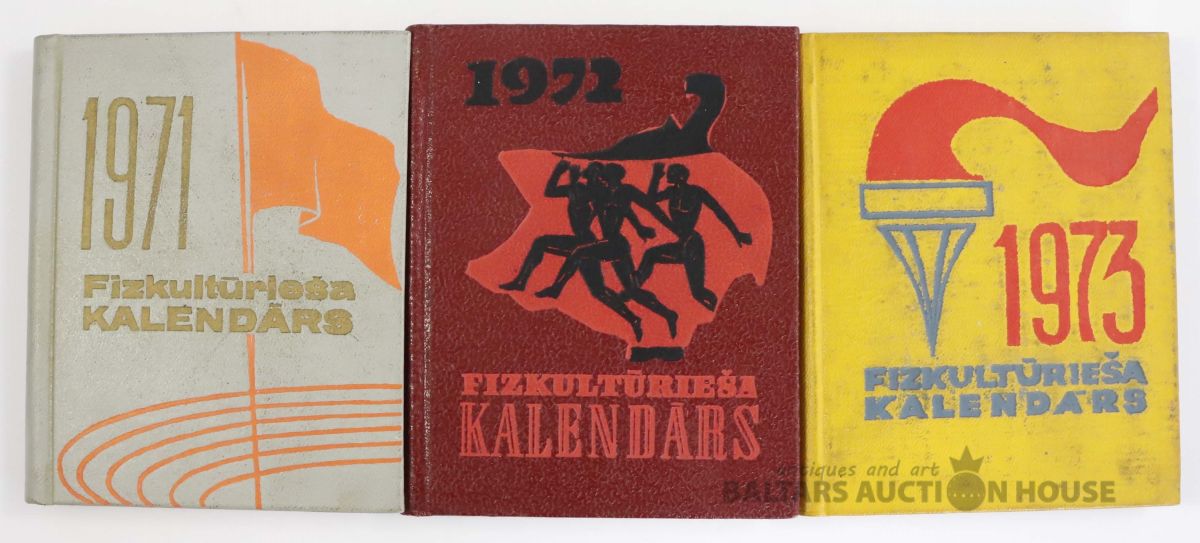 1971
Fizkultūrieša
KALENDĀRS
1972
FIZKULTŪRIEŠA
KALENDĀRS
1973
FIZKULTŪRIEŠA
KALENDĀRS
antiques and art
BALTARS AUCTION HOUSE